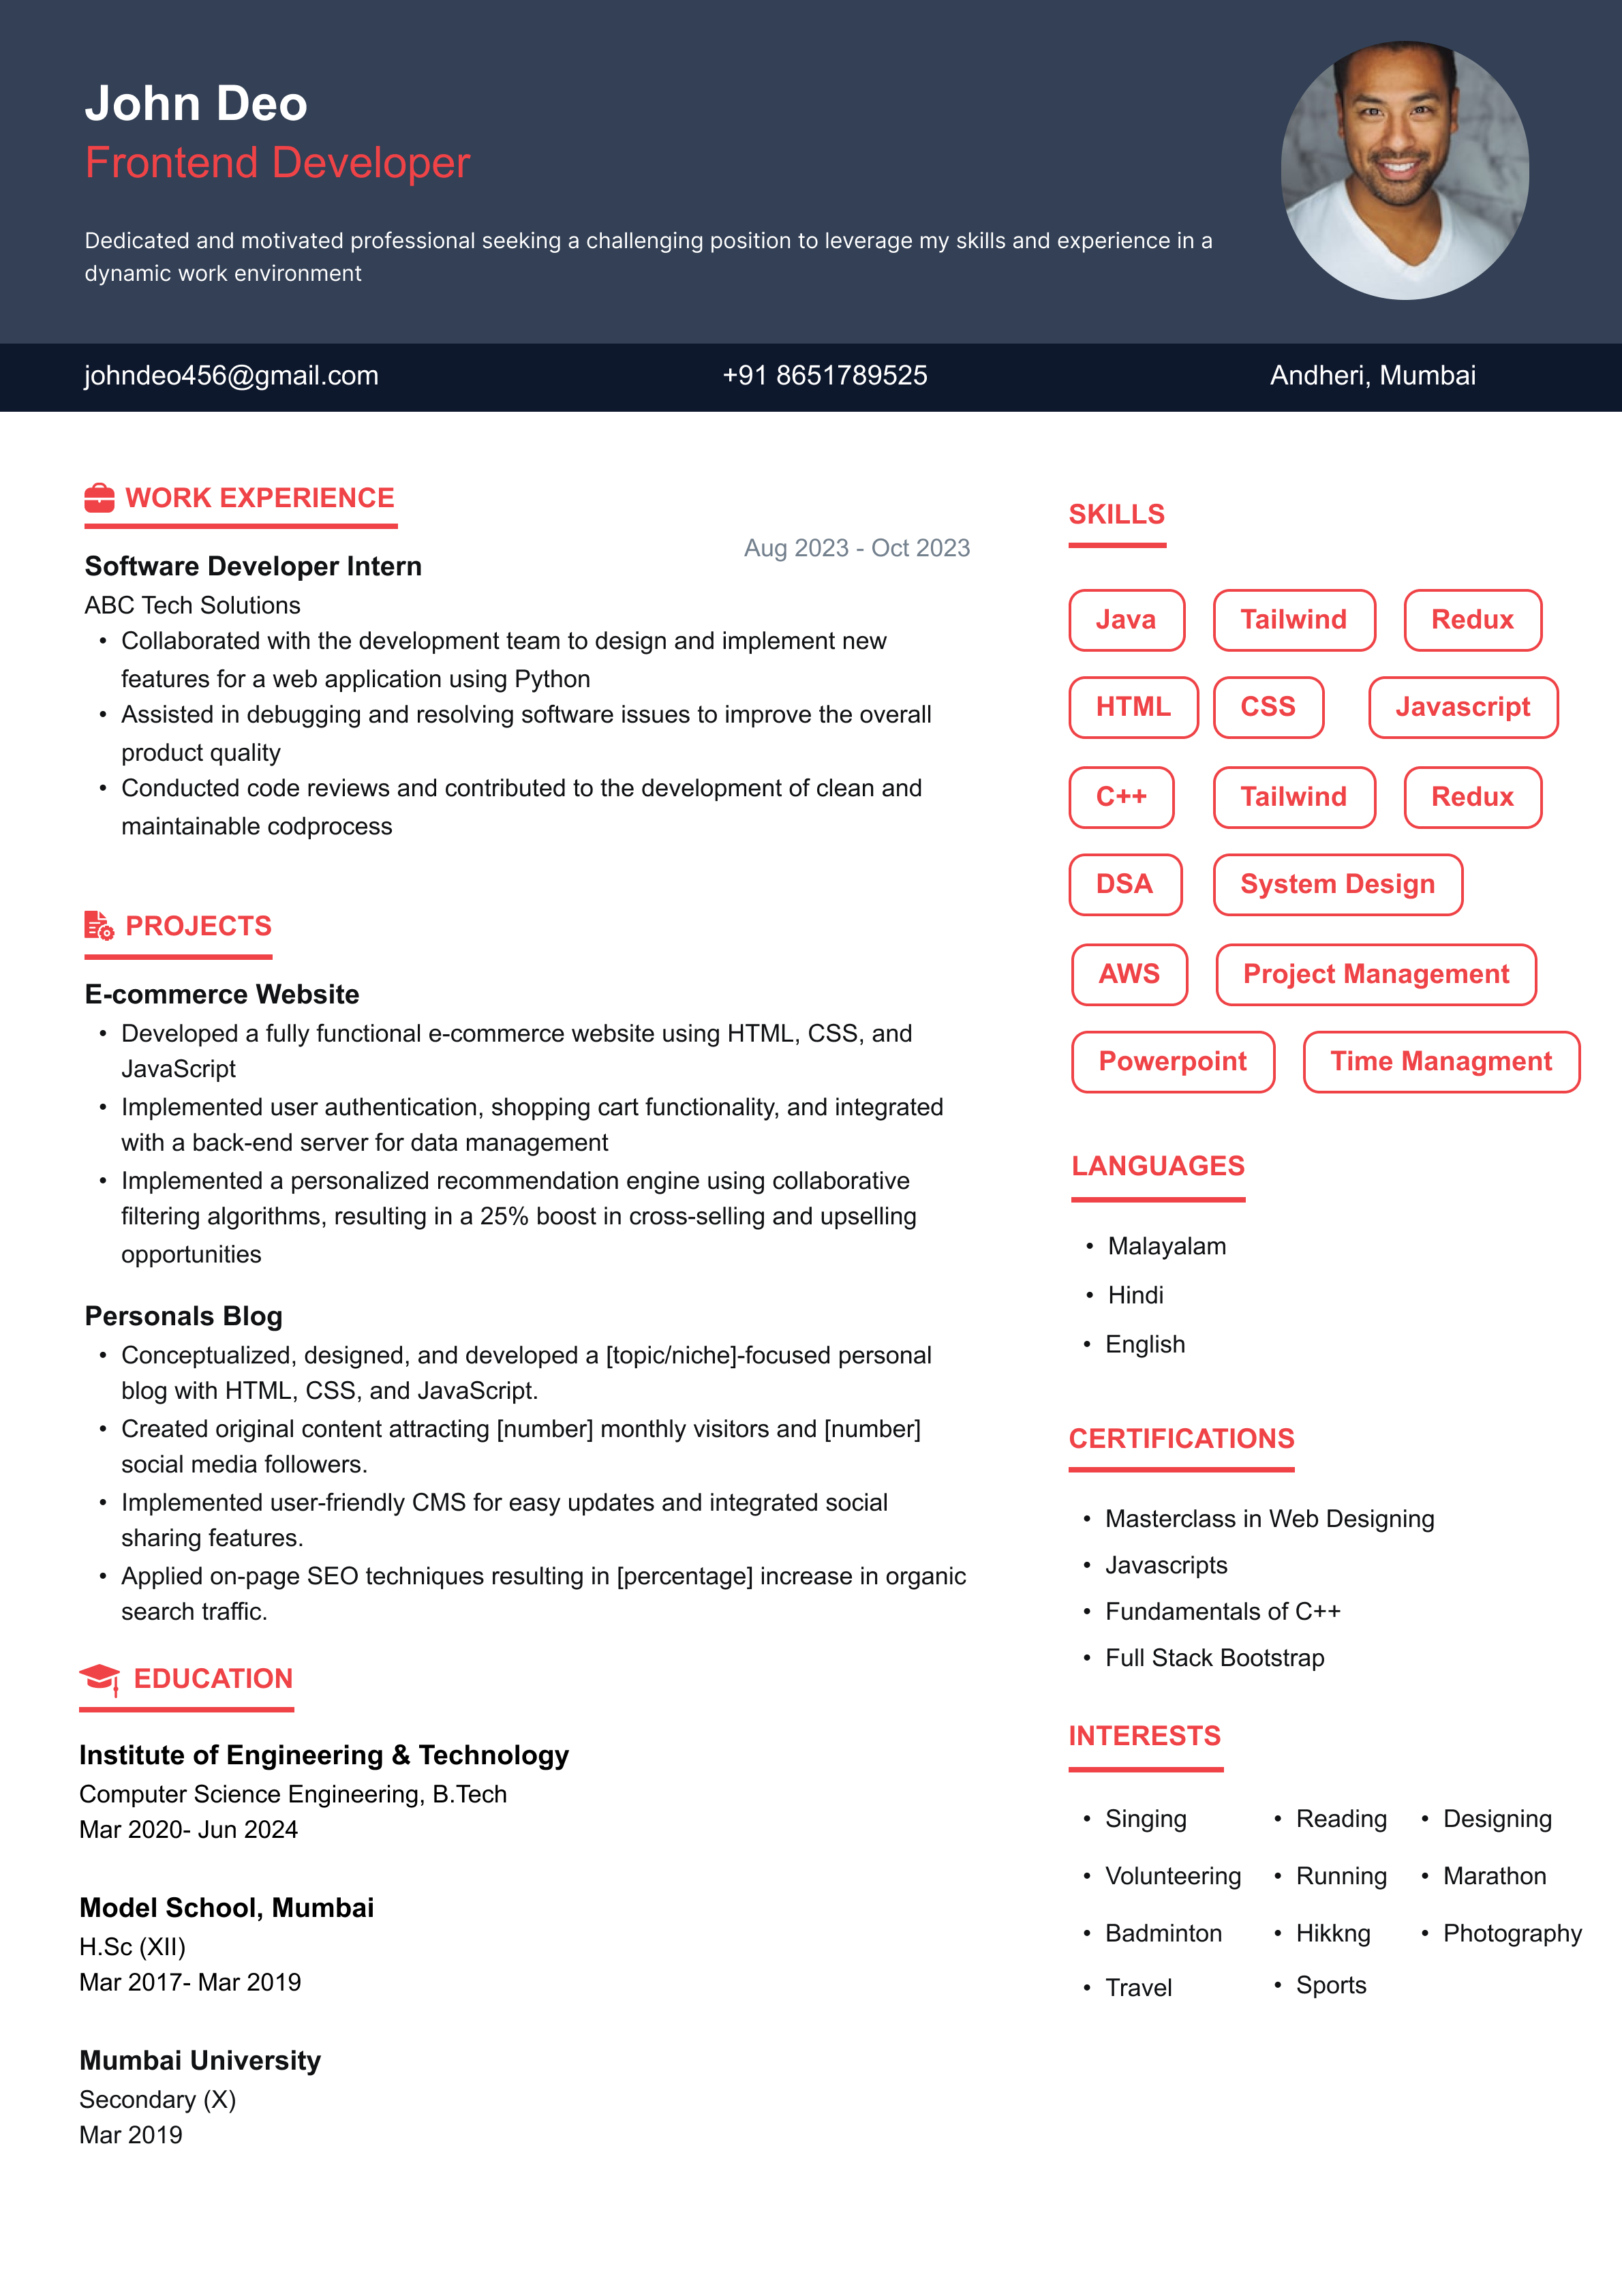 John Deo
Frontend Developer
Dedicated and motivated professional seeking a challenging position to leverage my skills and experience in a
dynamic work environment
johndeo456@gmail.com
+91 8651789525
Andheri, Mumbai
WORK EXPERIENCE
Software Developer Intern
Aug 2023 - Oct 2023
ABC Tech Solutions
• Collaborated with the development team to design and implement new
features for a web application using Python
• Assisted in debugging and resolving software issues to improve the overall
product quality
• Conducted code reviews and contributed to the development of clean and
maintainable codprocess
PROJECTS
E-commerce Website
• Developed a fully functional e-commerce website using HTML, CSS, and
JavaScript
• Implemented user authentication, shopping cart functionality, and integrated
with a back-end server for data management
• Implemented a personalized recommendation engine using collaborative
filtering algorithms, resulting in a 25% boost in cross-selling and upselling
opportunities
Personals Blog
• Conceptualized, designed, and developed a [topic/niche]-focused personal
blog with HTML, CSS, and JavaScript.
• Created original content attracting [number] monthly visitors and [number]
social media followers.
• Implemented user-friendly CMS for easy updates and integrated social
sharing features.
• Applied on-page SEO techniques resulting in [percentage] increase in organic
search traffic.
EDUCATION
Institute of Engineering & Technology
Computer Science Engineering, B.Tech
Mar 2020- Jun 2024
Model School, Mumbai
H.Sc (XII)
Mar 2017- Mar 2019
Mumbai University
Secondary (X)
Mar 2019
SKILLS
Java Tailwind Redux
HTML CSS Javascript
C++ Tailwind Redux
DSA System Design
AWS Project Management
Powerpoint Time Managment
LANGUAGES
• Malayalam
• Hindi
• English
CERTIFICATIONS
• Masterclass in Web Designing
• Javascripts
• Fundamentals of C++
• Full Stack Bootstrap
INTERESTS
• Singing • Reading • Designing
• Volunteering • Running • Marathon
• Badminton • Hikkng • Photography
• Travel • Sports